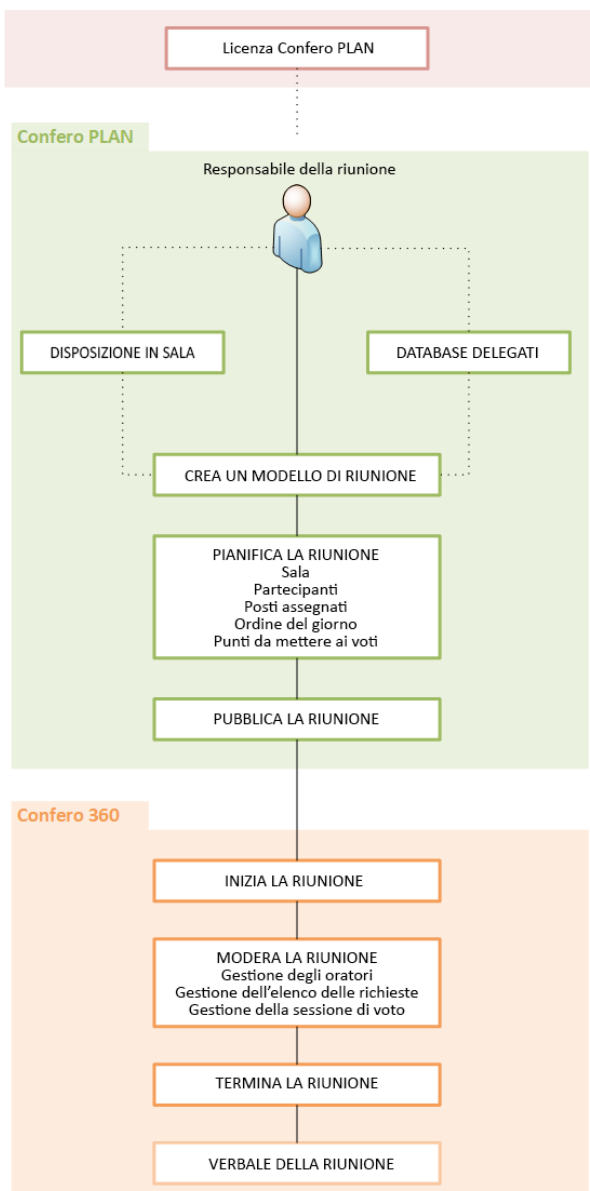 Licenza Confero PLAN
Confero PLAN
Responsabile della riunione
DISPOSIZIONE IN SALA
DATABASE DELEGATI
CREA UN MODELLO DI RIUNIONE
PIANIFICA LA RIUNIONE
Sala
Partecipanti
Posti assegnati
Ordine del giorno
Punti da mettere ai voti
PUBBLICA LA RIUNIONE
Confero 360
INIZIA LA RIUNIONE
MODERA LA RIUNIONE
Gestione degli oratori
Gestione dell'elenco delle richieste
Gestione della sessione di voto
TERMINA LA RIUNIONE
VERBALE DELLA RIUNIONE